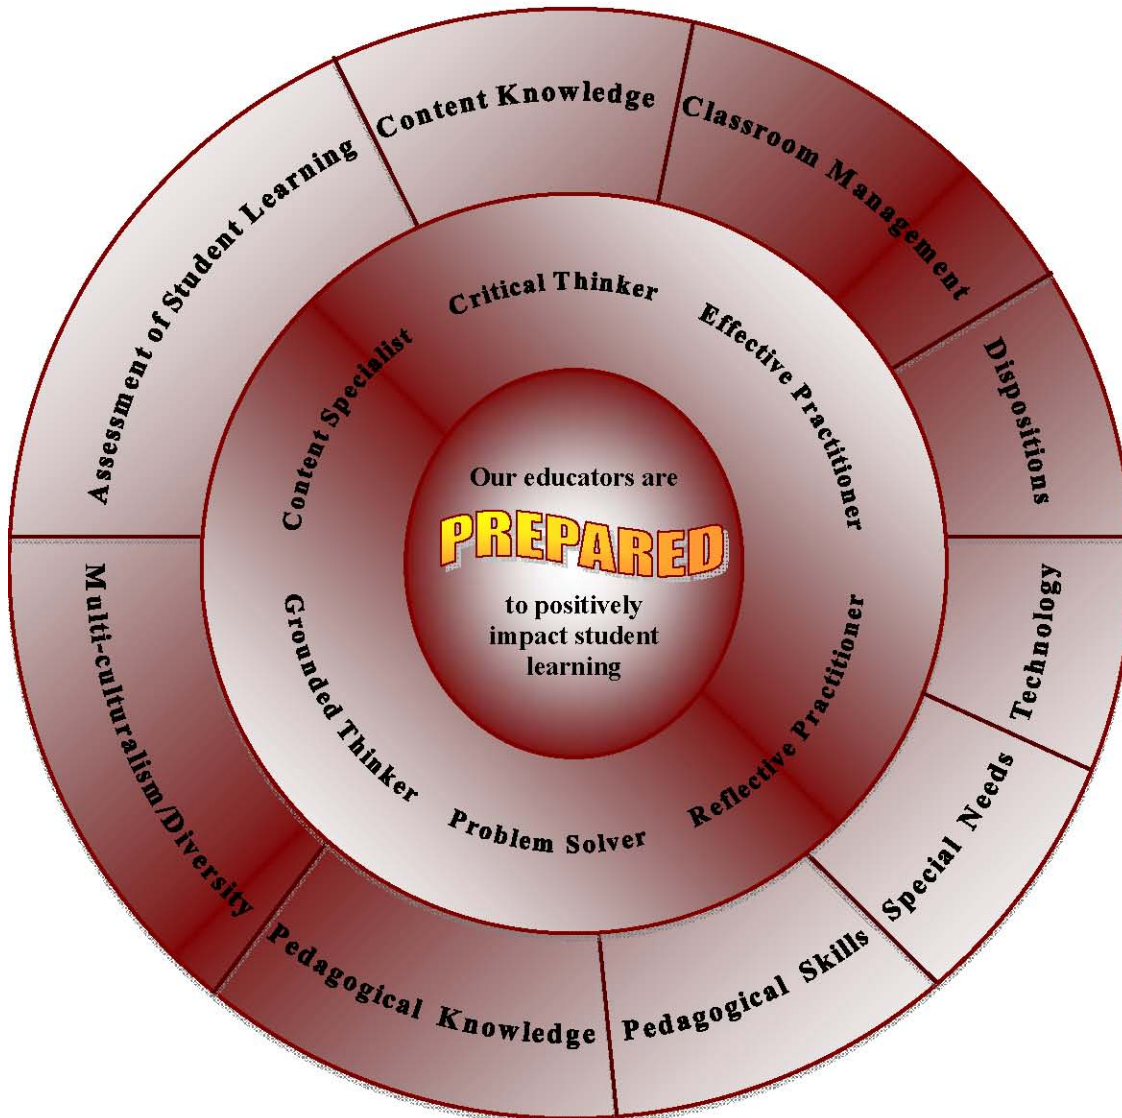 Content Knowledge
Classroom Management
Dispositions
Technology
Special Needs
Pedagogical Skills
Pedagogical Knowledge
Multi-culturalism/Diversity
Assessment of Student Learning
Critical Thinker
Effective Practitioner
Reflective Practitioner
Problem Solver
Grounded Thinker
Content Specialist
Our educators are
PREPARED
to positively
impact student
learning